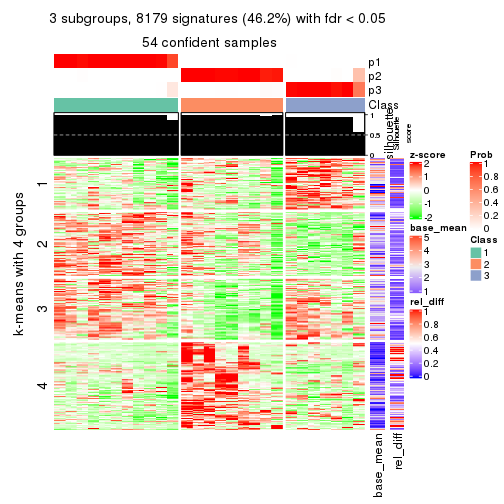 3 subgroups, 8179 signatures (46.2%) with fdr < 0.05
54 confident samples
p1
p2
p3
Class
1
0.5
0
silhouette
Silhouette
score
k-means with 4 groups
1
2
3
4
base_mean
rel_diff
z-score
2
1
0
-1
-2
base_mean
5
4
3
2
1
rel_diff
1
0.8
0.6
0.4
0.2
0
Prob
1
0.8
0.6
0.4
0.2
0
Class
1
2
3